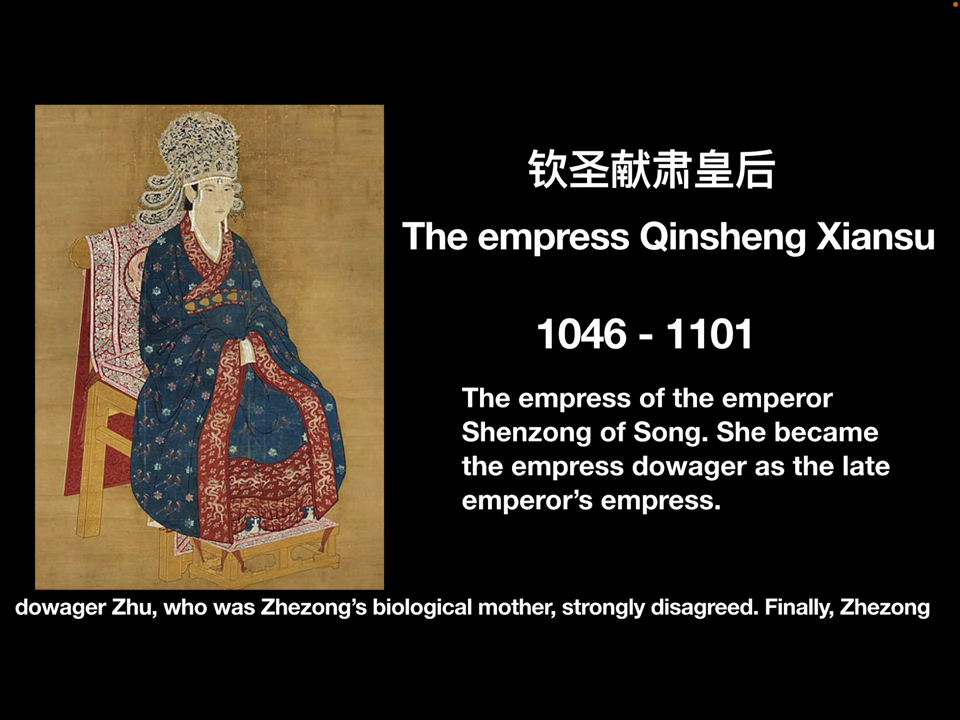 钦圣献肃皇后
The empress Qinsheng Xiansu
1046 - 1101
The empress of the emperor
Shenzong of Song. She became
the empress dowager as the late
emperor’s empress.
dowager Zhu, who was Zhezong’s biological mother, strongly disagreed. Finally, Zhezong